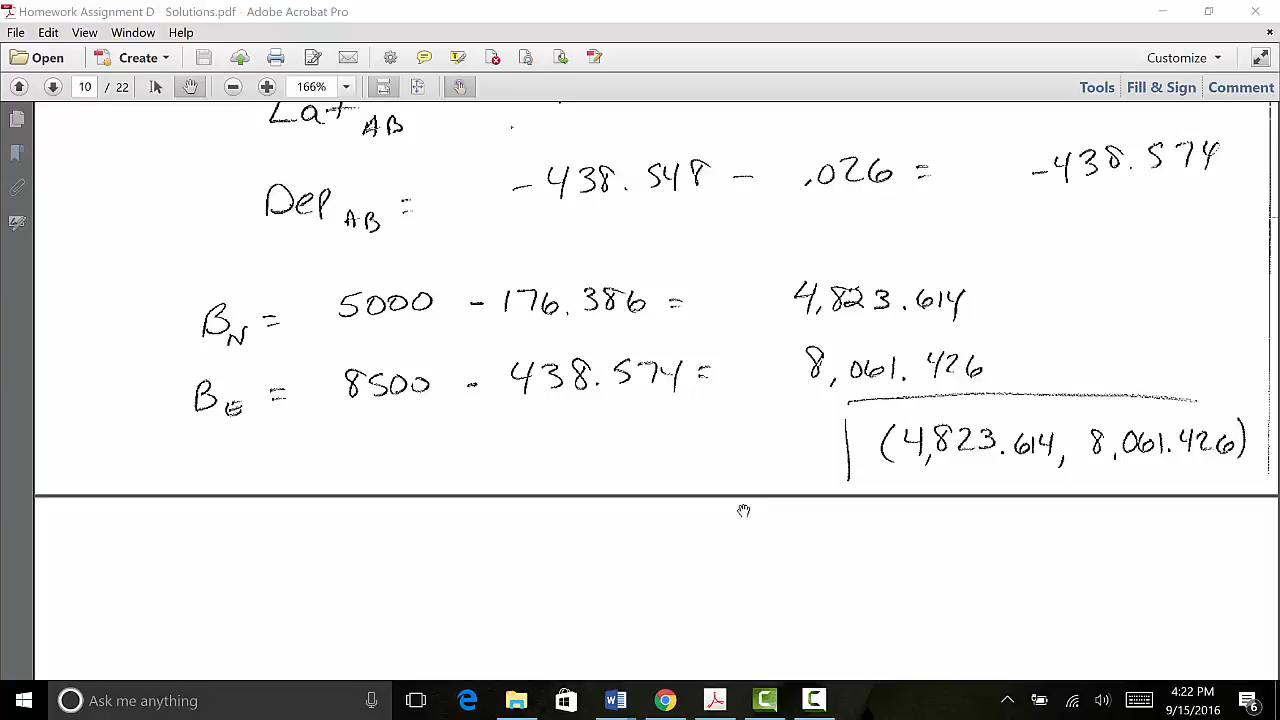 Homework Assignment D - Solutions.pdf - Adobe Acrobat Pro
File Edit View Window Help
Open Create Customize
10 / 22 166% Tools Fill & Sign Comment
Lat AB
Dep AB = -438.548 - .026 = -438.574
BN = 5000 - 176.386 = 4,823.614
BE = 8500 - 438.574 = 8,061.426
(4,823.614, 8,061.426)
Ask me anything
4:22 PM
9/15/2016
6